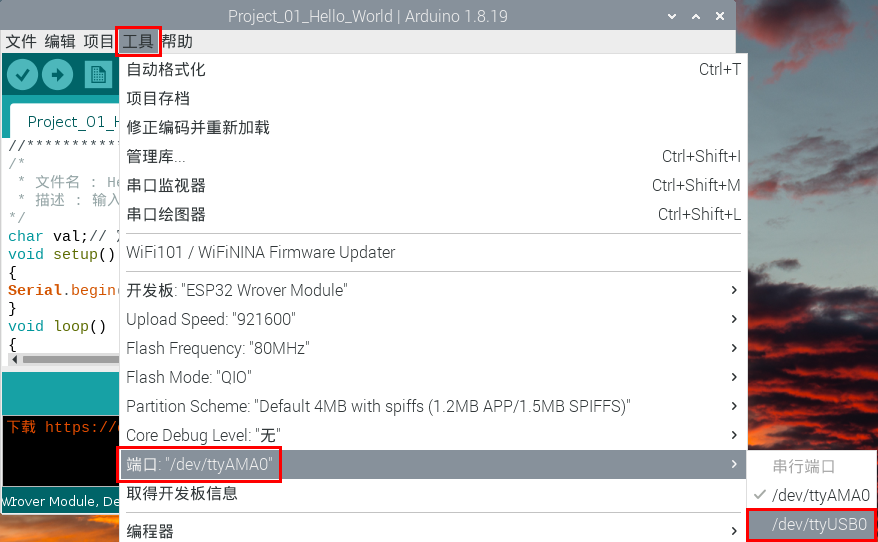 Project_01_Hello_World | Arduino 1.8.19
文件 编辑 项目 工具 帮助
自动格式化 Ctrl+T
项目存档
修正编码并重新加载
管理库... Ctrl+Shift+I
串口监视器 Ctrl+Shift+M
串口绘图器 Ctrl+Shift+L
WiFi101 / WiFiNINA Firmware Updater
开发板: "ESP32 Wrover Module"
Upload Speed: "921600"
Flash Frequency: "80MHz"
Flash Mode: "QIO"
Partition Scheme: "Default 4MB with spiffs (1.2MB APP/1.5MB SPIFFS)"
Core Debug Level: "无"
端口: "/dev/ttyAMA0"
取得开发板信息
编程器
串行端口
/dev/ttyAMA0
/dev/ttyUSB0
Project_01_H
//***********
/*
* 文件名 : He
* 描述 : 输入
*/
char val;//
void setup()
{
Serial.begin(
}
void loop()
{
下载 https://
Wrover Module, De